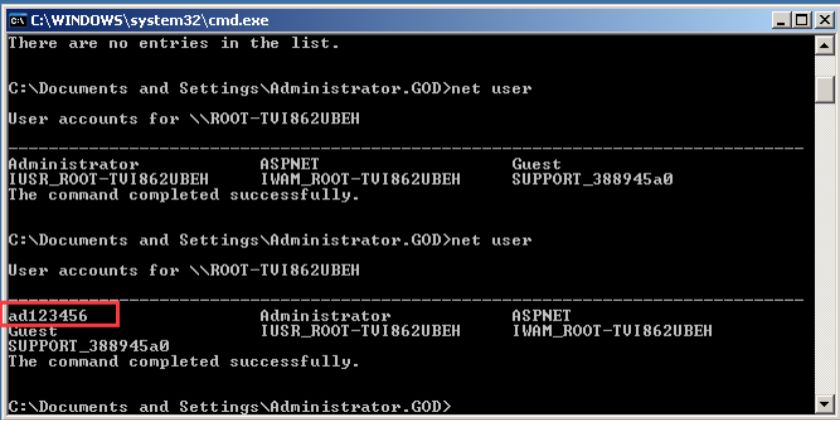 C:\WINDOWS\system32\cmd.exe
There are no entries in the list.
C:\Documents and Settings\Administrator.GOD>net user
User accounts for \\ROOT-TVI862UBEH
-------------------------------------------------------------------------------
Administrator            ASPNET                   Guest
IUSR_ROOT-TVI862UBEH     IWAM_ROOT-TVI862UBEH     SUPPORT_388945a0
The command completed successfully.
C:\Documents and Settings\Administrator.GOD>net user
User accounts for \\ROOT-TVI862UBEH
-------------------------------------------------------------------------------
ad123456                 Administrator            ASPNET
Guest                    IUSR_ROOT-TVI862UBEH     IWAM_ROOT-TVI862UBEH
SUPPORT_388945a0
The command completed successfully.
C:\Documents and Settings\Administrator.GOD>